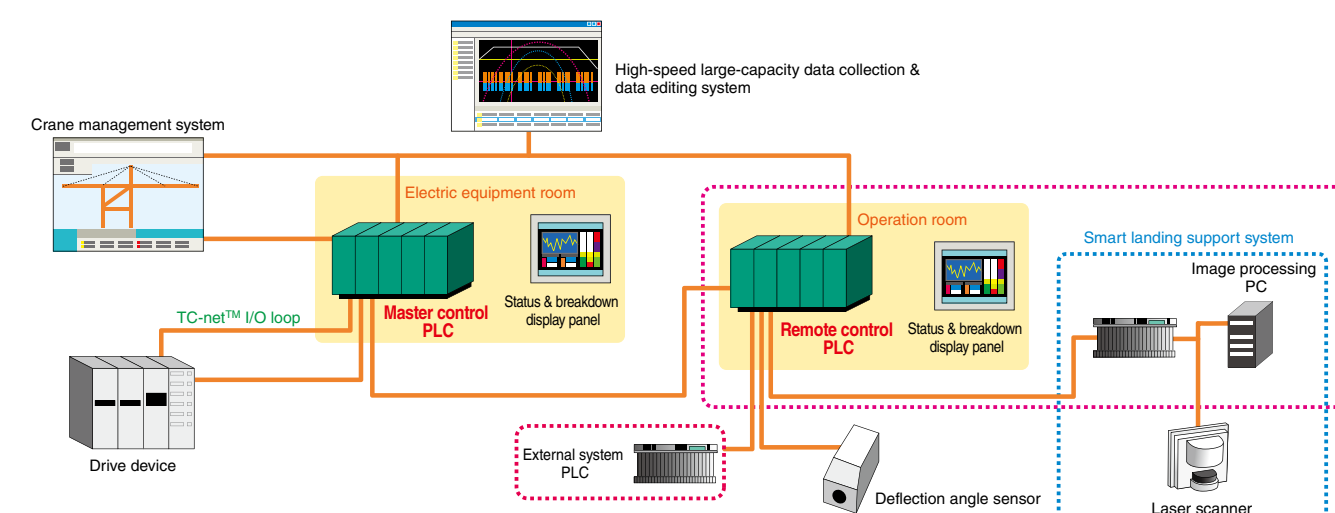 High-speed large-capacity data collection &
data editing system
Crane management system
Electric equipment room
Operation room
Smart landing support system
Image processing
PC
Status & breakdown
display panel
Master control
PLC
TC-net™ I/O loop
Remote control
PLC
Status & breakdown
display panel
Drive device
External system
PLC
Deflection angle sensor
Laser scanner